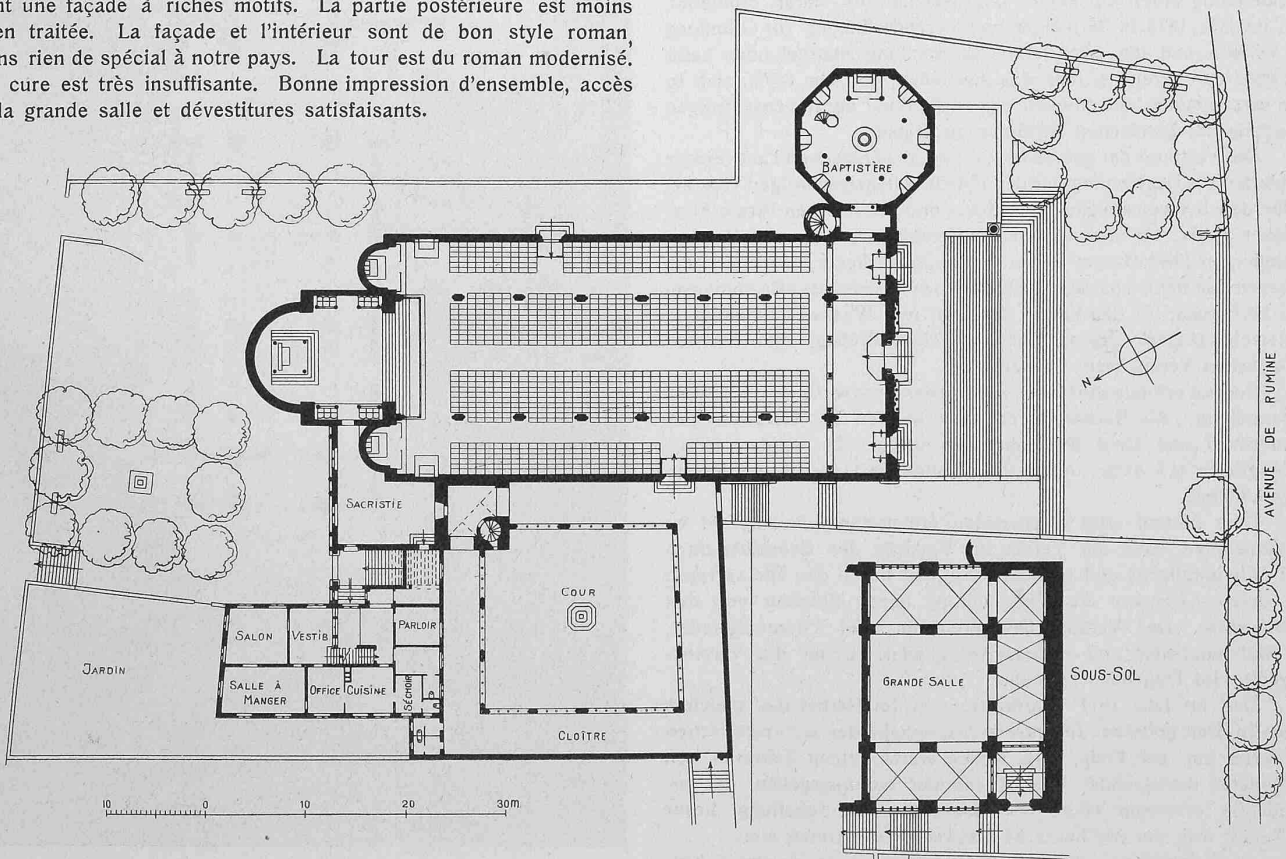 nt une façade à riches motifs. La partie postérieure est moins
en traitée. La façade et l'intérieur sont de bon style roman
ns rien de spécial à notre pays. La tour est du roman modernisé,
cure est très insuffisante. Bonne impression d'ensemble, accès
la grande salle et dévestitures satisfaisants.
BAPTISTÈRE
N
AVENUE DE RUMINE
SACRISTIE
COUR
SALON
VESTIB
PARLOIR
JARDIN
SALLE À
MANGER
OFFICE
CUISINE
SÉCHOIR
CLOÎTRE
GRANDE SALLE
SOUS-SOL
10 0 10 20 30m.